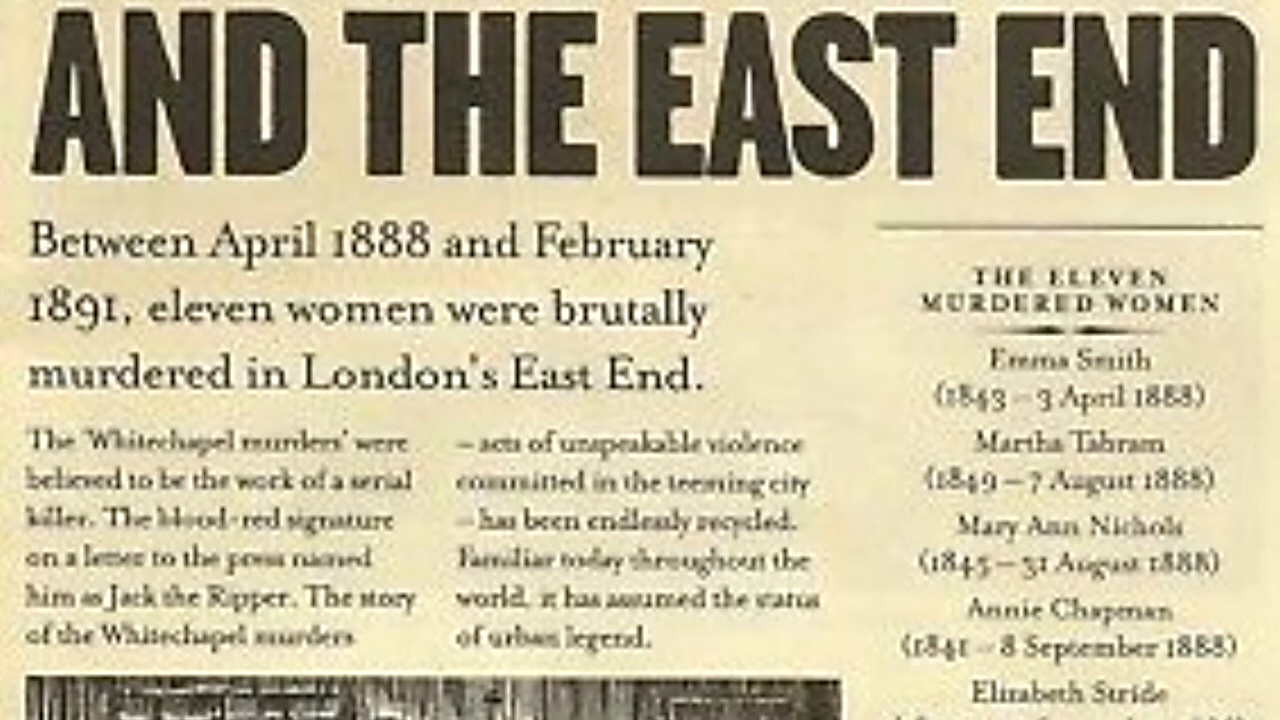 AND THE EAST END
Between April 1888 and February
1891, eleven women were brutally
murdered in London's East End.
The 'Whitechapel murders' were
believed to be the work of a serial
killer. The blood-red signature
on a letter to the press named
him as Jack the Ripper. The story
of the Whitechapel murders
– acts of unspeakable violence
committed in the teeming city
– has been endlessly recycled.
Familiar today throughout the
world, it has assumed the status
of urban legend.
THE ELEVEN
MURDERED WOMEN
Emma Smith
(1843 – 3 April 1888)
Martha Tabram
(1849 – 7 August 1888)
Mary Ann Nichols
(1845 – 31 August 1888)
Annie Chapman
(1841 – 8 September 1888)
Elizabeth Stride